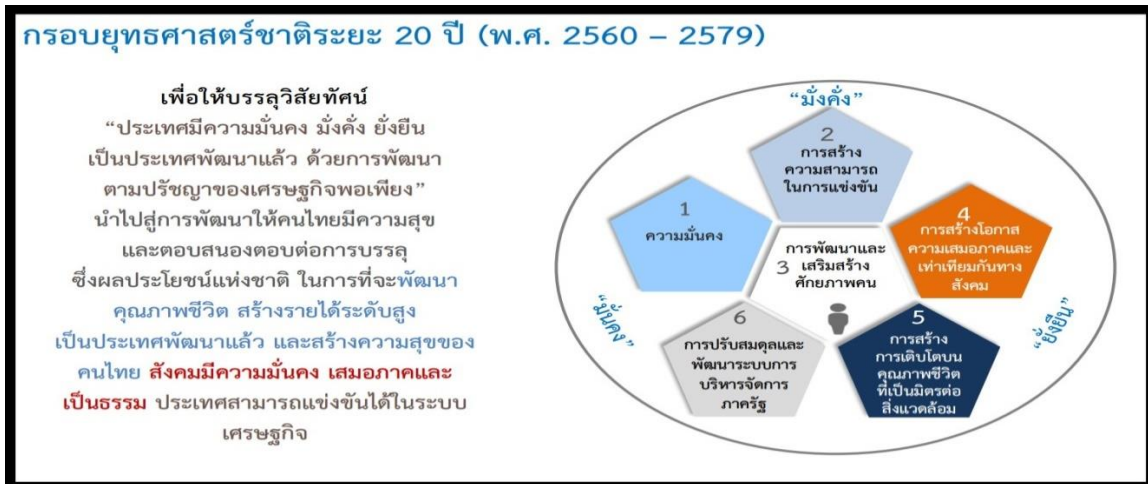 กรอบยุทธศาสตร์ชาติระยะ 20 ปี (พ.ศ. 2560 – 2579)
เพื่อให้บรรลุวิสัยทัศน์
“ประเทศมีความมั่นคง มั่งคั่ง ยั่งยืน
เป็นประเทศพัฒนาแล้ว ด้วยการพัฒนา
ตามปรัชญาของเศรษฐกิจพอเพียง”
นำไปสู่การพัฒนาให้คนไทยมีความสุข
และตอบสนองตอบต่อการบรรลุ
ซึ่งผลประโยชน์แห่งชาติ ในการที่จะพัฒนา
คุณภาพชีวิต สร้างรายได้ระดับสูง
เป็นประเทศพัฒนาแล้ว และสร้างความสุขของ
คนไทย สังคมมีความมั่นคง เสมอภาคและ
เป็นธรรม ประเทศสามารถแข่งขันได้ในระบบ
เศรษฐกิจ
“มั่งคั่ง”
2
การสร้าง
ความสามารถ
ในการแข่งขัน
1
ความมั่นคง
4
การสร้างโอกาส
ความเสมอภาคและ
เท่าเทียมกันทาง
สังคม
การพัฒนาและ
3 เสริมสร้าง
ศักยภาพคน
“มั่นคง”
“ยั่งยืน”
6
การปรับสมดุลและ
พัฒนาระบบการ
บริหารจัดการ
ภาครัฐ
5
การสร้าง
การเติบโตบน
คุณภาพชีวิต
ที่เป็นมิตรต่อ
สิ่งแวดล้อม